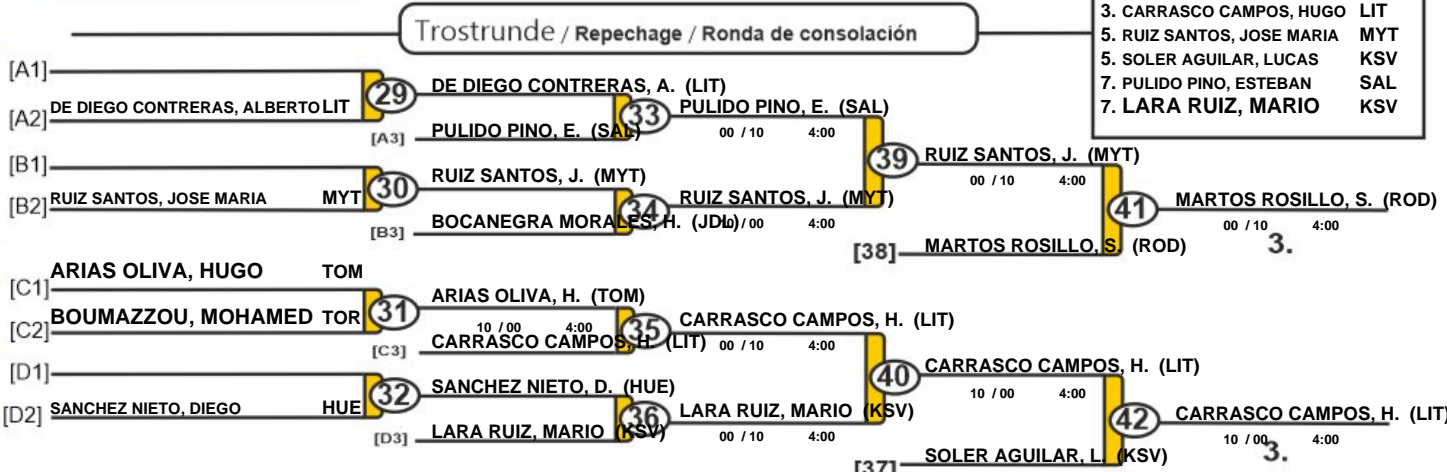 3. CARRASCO CAMPOS, HUGO LIT
Trostrunde / Repechage / Ronda de consolación
5. RUIZ SANTOS, JOSE MARIA MYT
5. SOLER AGUILAR, LUCAS KSV
7. PULIDO PINO, ESTEBAN SAL
7. LARA RUIZ, MARIO KSV
[A1]
[A2] DE DIEGO CONTRERAS, ALBERTO LIT
29
DE DIEGO CONTRERAS, A. (LIT)
[A3] PULIDO PINO, E. (SAL)
33
PULIDO PINO, E. (SAL)
00 / 10 4:00
[B1]
[B2] RUIZ SANTOS, JOSE MARIA MYT
30
RUIZ SANTOS, J. (MYT)
[B3] BOCANEGRA MORALES, H. (JDL)
34
RUIZ SANTOS, J. (MYT)
10 / 00 4:00
39
RUIZ SANTOS, J. (MYT)
00 / 10 4:00
[38] MARTOS ROSILLO, S. (ROD)
41
MARTOS ROSILLO, S. (ROD)
00 / 10 4:00
3.
[C1] ARIAS OLIVA, HUGO TOM
[C2] BOUMAZZOU, MOHAMED TOR
31
ARIAS OLIVA, H. (TOM)
10 / 00 4:00
[C3] CARRASCO CAMPOS, H. (LIT)
35
CARRASCO CAMPOS, H. (LIT)
00 / 10 4:00
[D1]
[D2] SANCHEZ NIETO, DIEGO HUE
32
SANCHEZ NIETO, D. (HUE)
[D3] LARA RUIZ, MARIO (KSV)
36
LARA RUIZ, MARIO (KSV)
00 / 10 4:00
40
CARRASCO CAMPOS, H. (LIT)
10 / 00 4:00
[37] SOLER AGUILAR, L. (KSV)
42
CARRASCO CAMPOS, H. (LIT)
10 / 00 4:00
3.